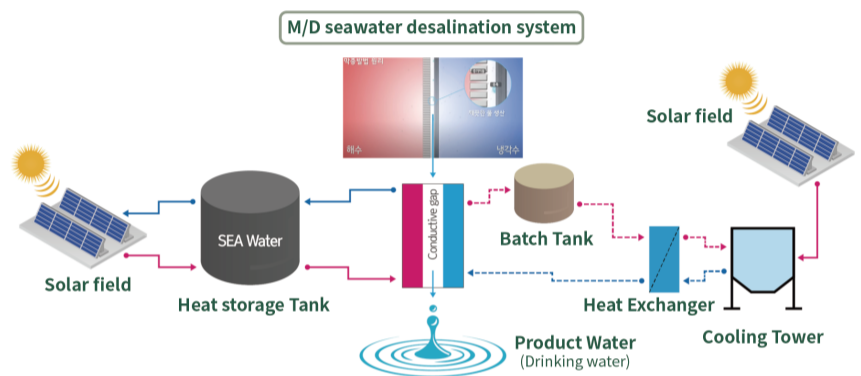 M/D seawater desalination system
해수
냉각수
Solar field
SEA Water
Conductive gap
Batch Tank
Solar field
Heat storage Tank
Heat Exchanger
Cooling Tower
Product Water
(Drinking water)